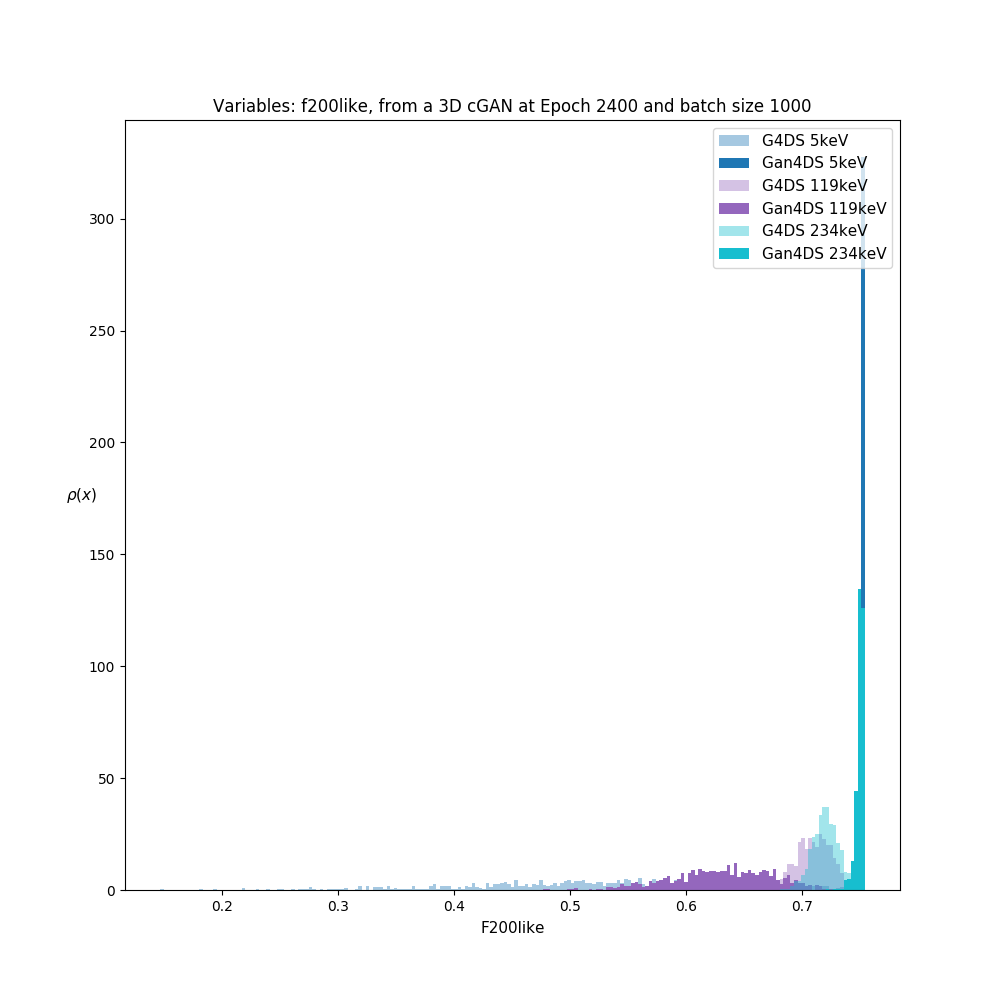 Variables: f200like, from a 3D cGAN at Epoch 2400 and batch size 1000
G4DS 5keV
Gan4DS 5keV
G4DS 119keV
Gan4DS 119keV
G4DS 234keV
Gan4DS 234keV
300
250
200
ρ(x)
150
100
50
0
0.2 0.3 0.4 0.5 0.6 0.7
F200like